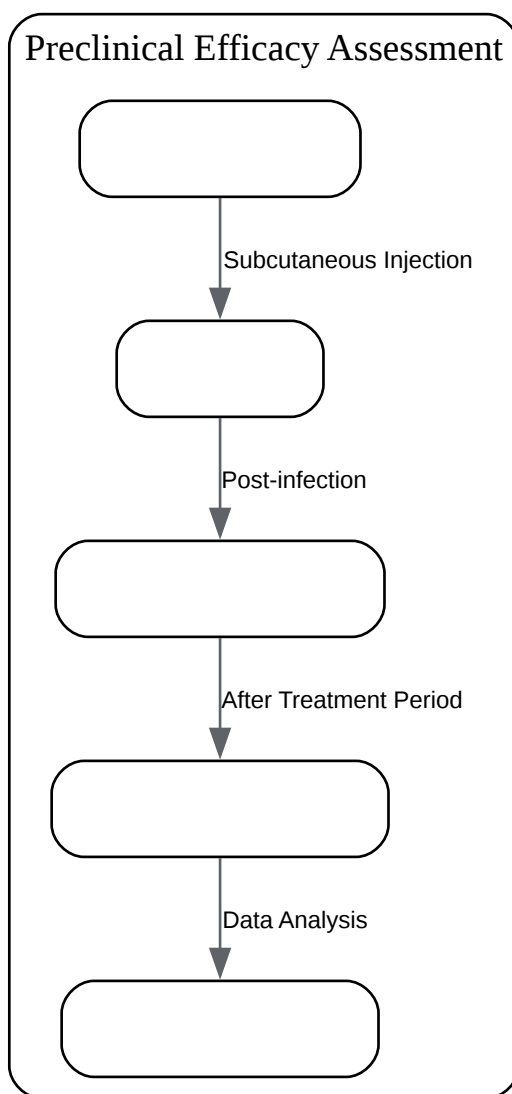 Preclinical Efficacy Assessment
Subcutaneous Injection
Post-infection
After Treatment Period
Data Analysis